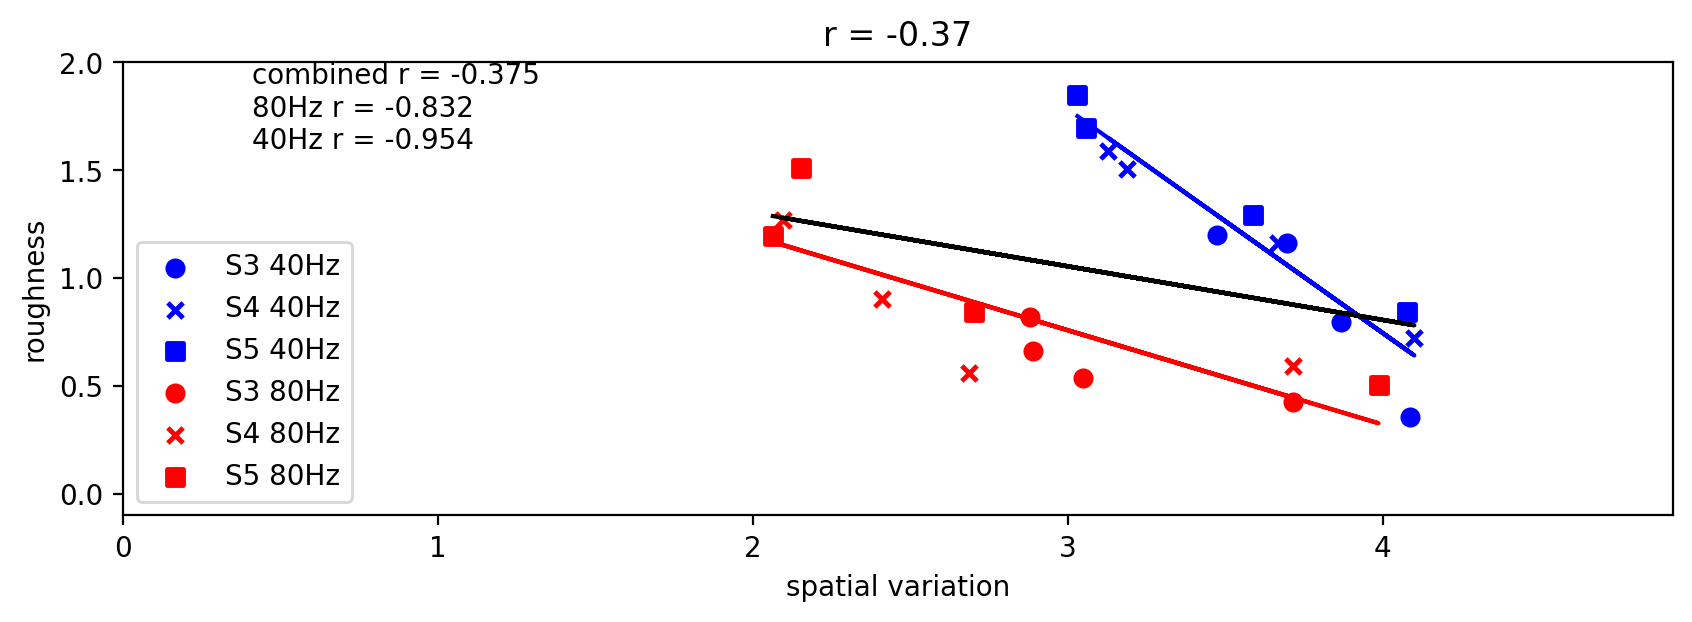 r = -0.37
combined r = -0.375
80Hz r = -0.832
40Hz r = -0.954
roughness
2.0
1.5
1.0
0.5
0.0
S3 40Hz
S4 40Hz
S5 40Hz
S3 80Hz
S4 80Hz
S5 80Hz
0 1 2 3 4
spatial variation